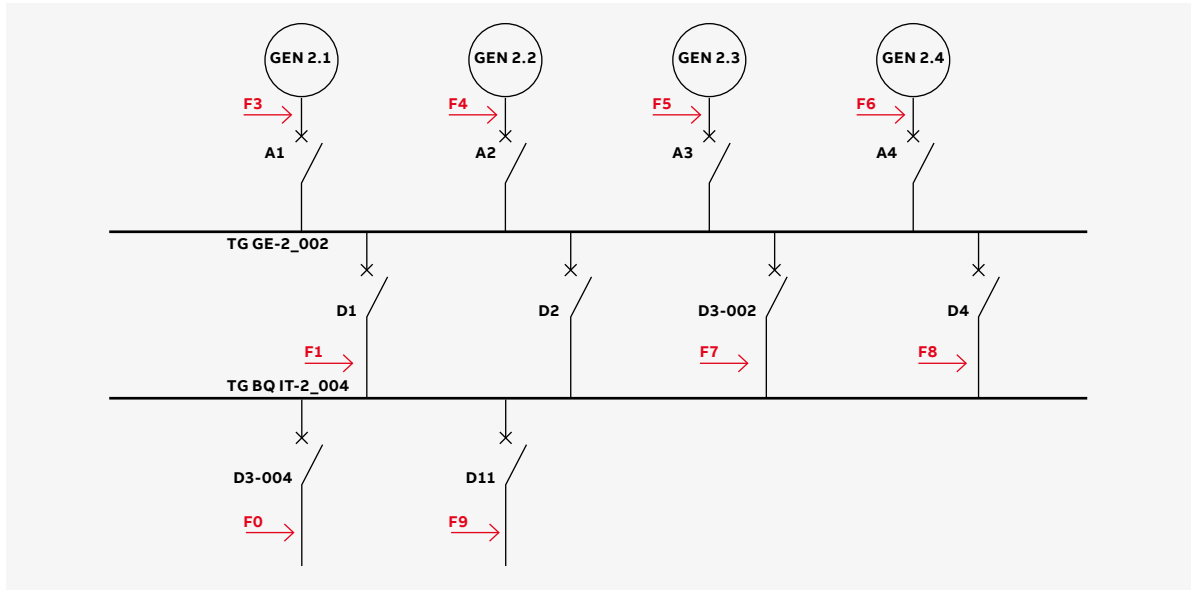 GEN 2.1
GEN 2.2
GEN 2.3
GEN 2.4
F3
F4
F5
F6
A1
A2
A3
A4
TG GE-2_002
D1
D2
D3-002
D4
F1
F7
F8
TG BQ IT-2_004
D3-004
D11
F0
F9